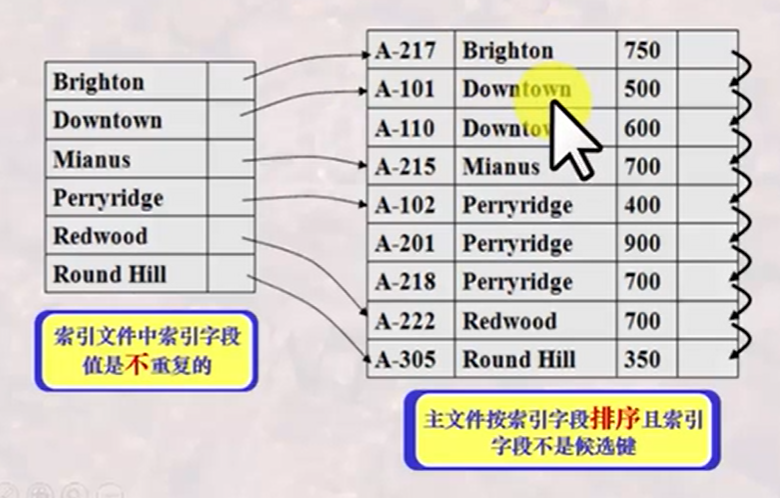 Brighton
Downtown
Mianus
Perryridge
Redwood
Round Hill
索引文件中索引字段
值是不重复的
A-217 Brighton 750
A-101 Downtown 500
A-110 600
A-215 Mianus 700
A-102 Perryridge 400
A-201 Perryridge 900
A-218 Perryridge 700
A-222 Redwood 700
A-305 Round Hill 350
主文件按索引字段排序且索引
字段不是候选键